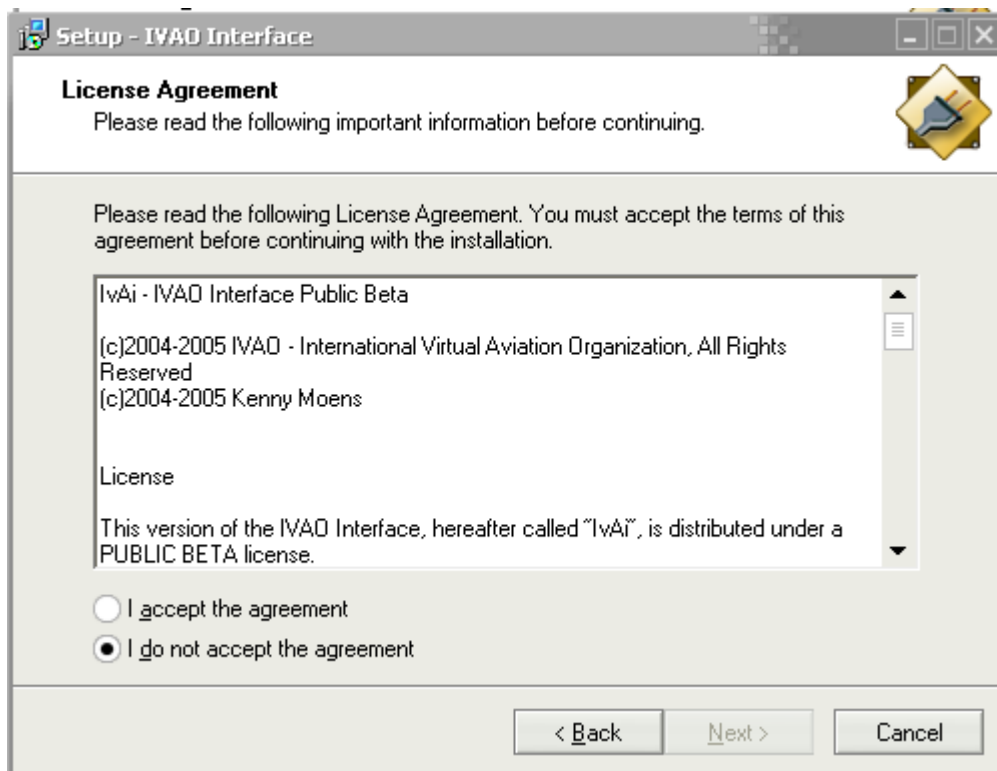 Setup - IVAO Interface
License Agreement
Please read the following important information before continuing.
Please read the following License Agreement. You must accept the terms of this
agreement before continuing with the installation.
IvAi - IVAO Interface Public Beta
(c)2004-2005 IVAO - International Virtual Aviation Organization, All Rights
Reserved
(c)2004-2005 Kenny Moens
License
This version of the IVAO Interface, hereafter called "IvAi", is distributed under a
PUBLIC BETA license.
I accept the agreement
I do not accept the agreement
< Back
Next >
Cancel